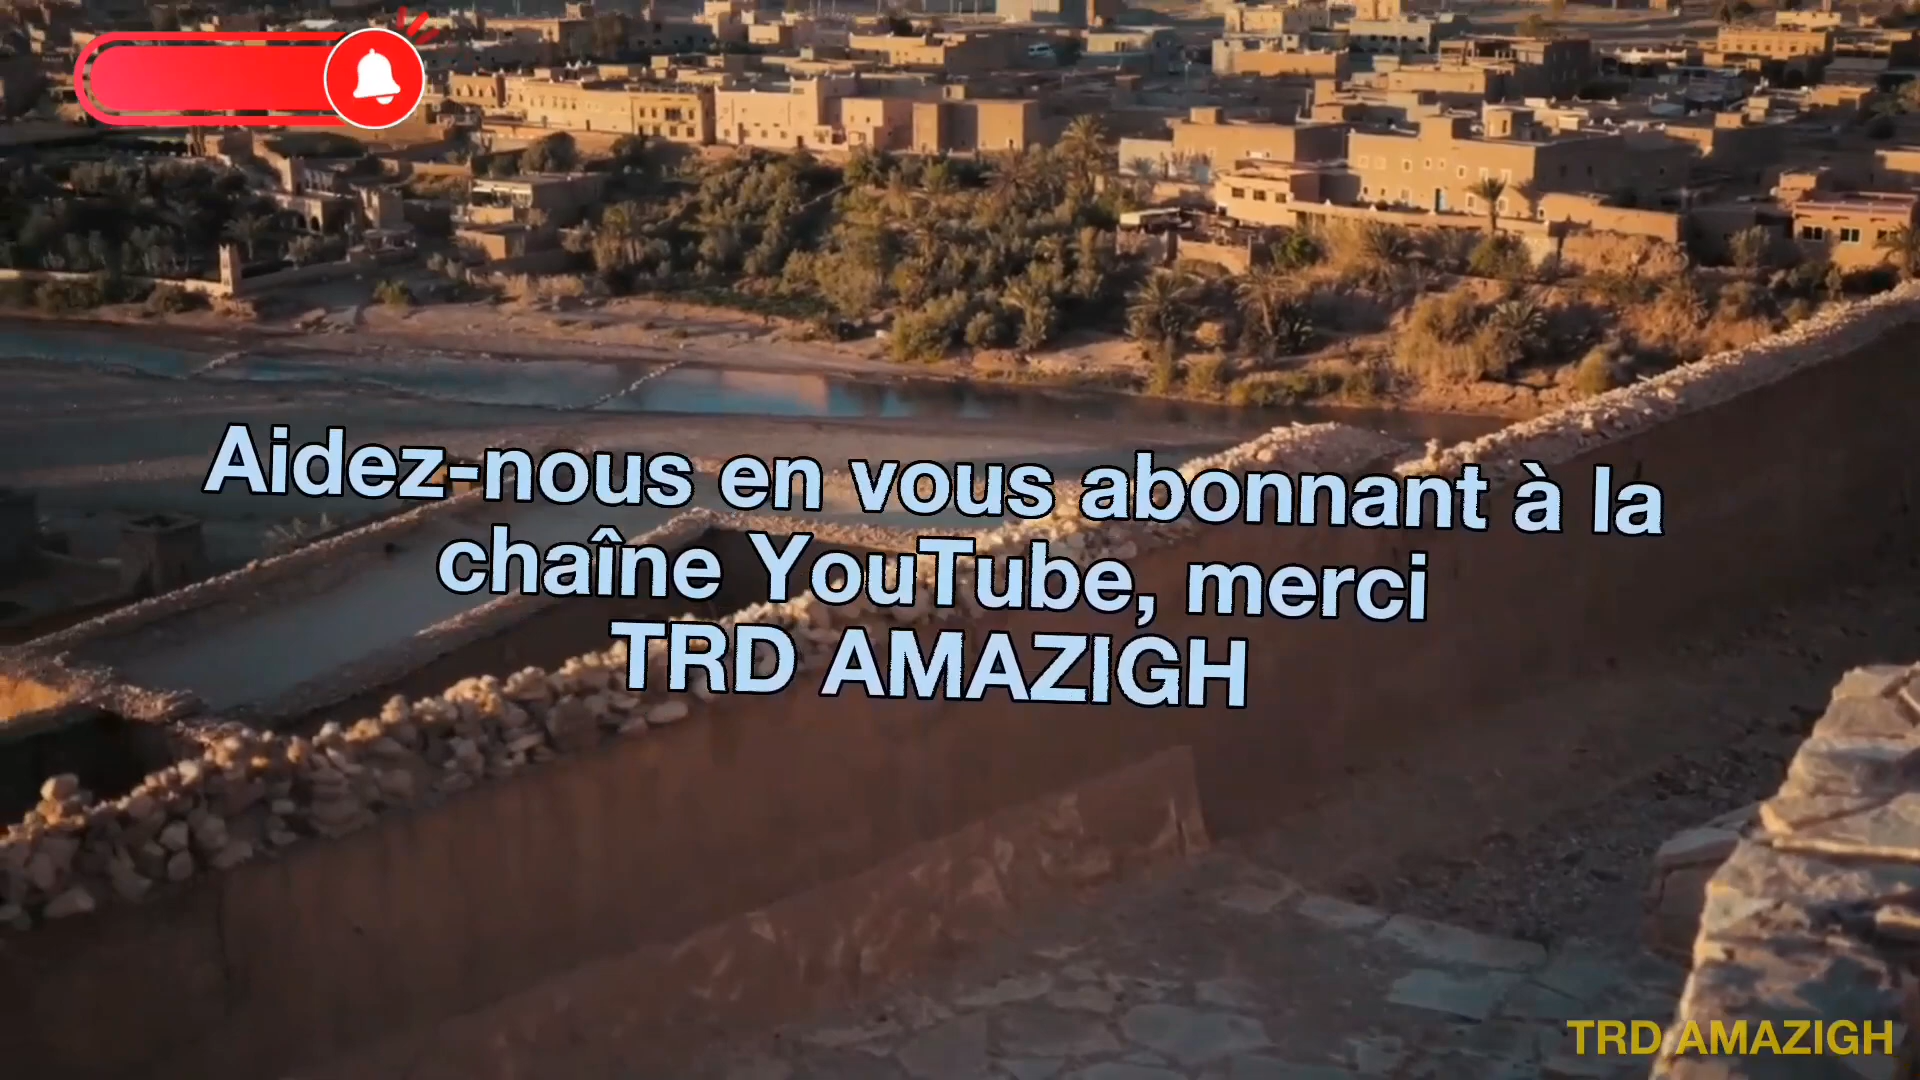 Aidez-nous en vous abonnant à la
chaîne YouTube, merci
TRD AMAZIGH
TRD AMAZIGH